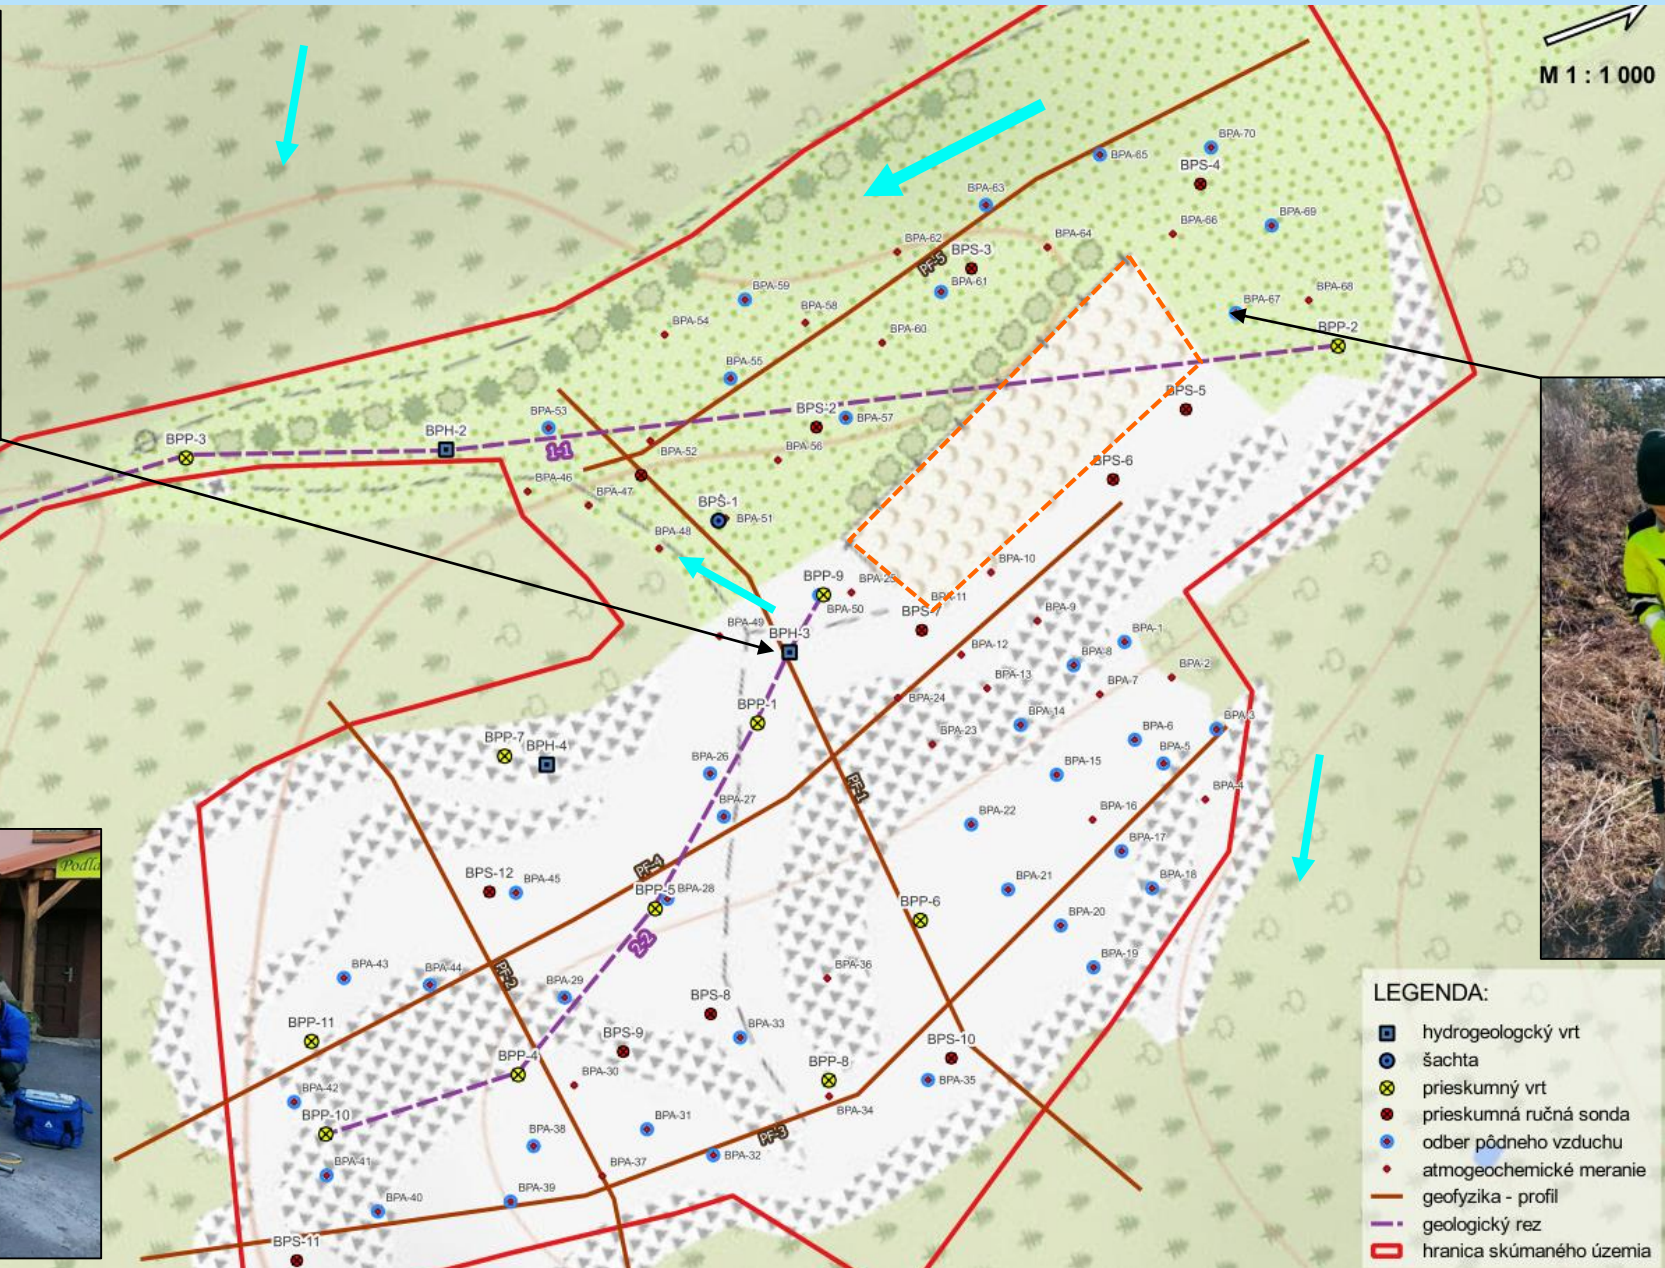 M 1 : 1 000
BPA-70
BPA-65
BPS-4
BPA-63
BPA-69
BPA-66
BPA-62
BPA-64
BPS-3
PF-5
BPA-61
BPA-59
BPA-68
BPA-67
BPA-58
BPP-2
BPA-54
BPA-60
BPA-55
BPS-5
BPS-2
BPA-53
BPA-57
BPH-2
BPP-3
1-1
BPA-52
BPA-56
BPS-6
BPA-46
BPA-47
BPŠ-1
BPA-51
BPA-48
BPA-10
BPP-9
BPA-25
BPA-11
BPA-50
BPS-7
BPA-9
BPA-49
BPH-3
BPA-1
BPA-12
BPA-8
BPA-2
BPA-13
BPA-7
BPA-24
BPP-1
BPA-14
BPA-3
BPA-23
BPA-6
BPP-7
BPH-4
BPA-5
BPA-26
BPA-15
BPA-4
PF-1
BPA-27
BPA-22
BPA-16
BPA-17
Podla
PF-4
BPS-12
BPA-45
BPP-5
BPA-28
BPA-21
BPA-18
BPP-6
BPA-20
2-2
BPA-43
BPA-44
PF-2
BPA-29
BPA-36
BPA-19
BPS-8
BPP-11
BPS-9
BPA-33
BPS-10
BPP-4
BPP-8
BPA-30
BPA-35
BPA-42
BPP-10
BPA-34
BPA-31
BPA-38
PF-3
BPA-32
BPA-41
BPA-37
BPA-40
BPA-39
BPS-11
LEGENDA:
hydrogeologcký vrt
šachta
prieskumný vrt
prieskumná ručná sonda
odber pôdneho vzduchu
atmogeochemické meranie
geofyzika - profil
geologický rez
hranica skúmaného územia